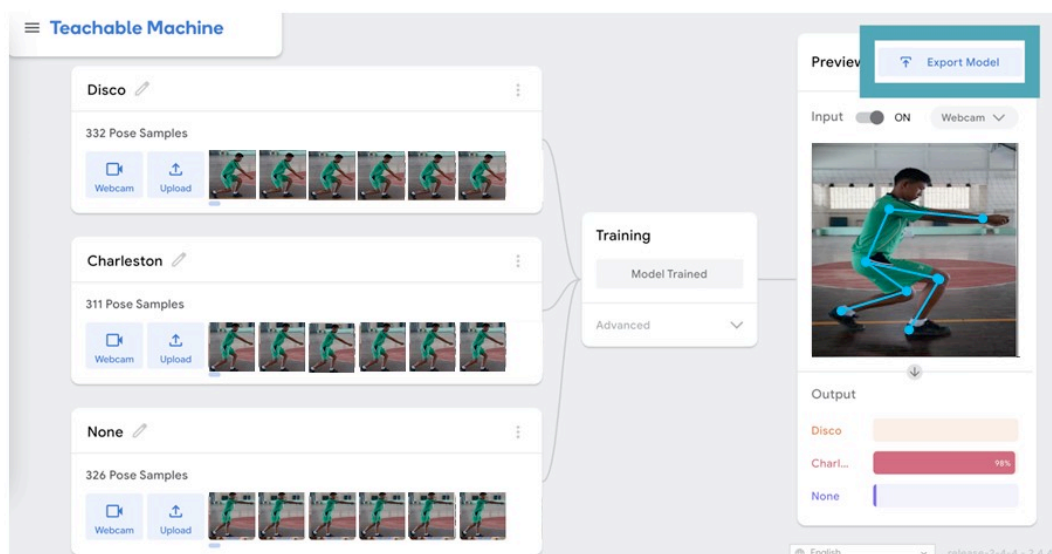 Teachable Machine
Disco
332 Pose Samples
Webcam
Upload
Charleston
311 Pose Samples
Webcam
Upload
None
326 Pose Samples
Webcam
Upload
Training
Model Trained
Advanced
Preview
Export Model
Input
ON
Webcam
Output
Disco
Charl...
98%
None
English